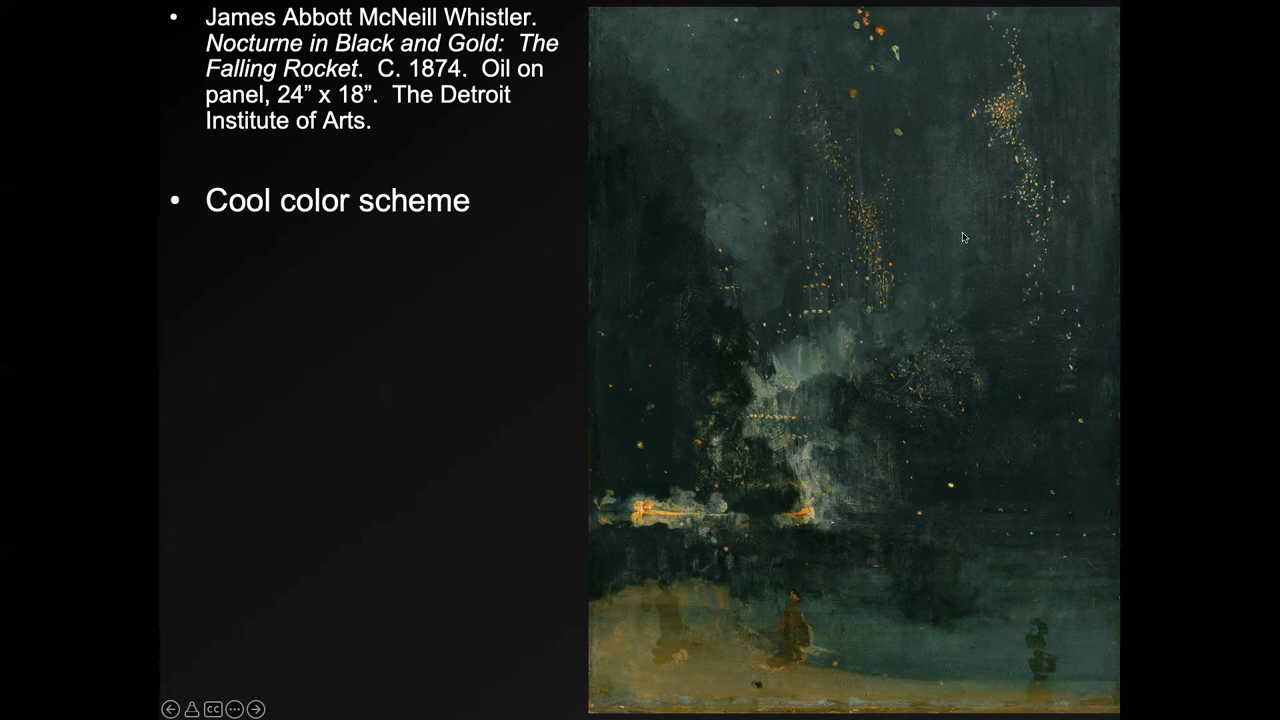 • James Abbott McNeill Whistler.
Nocturne in Black and Gold:  The
Falling Rocket.  C. 1874.  Oil on
panel, 24” x 18”.  The Detroit
Institute of Arts.
• Cool color scheme
CC